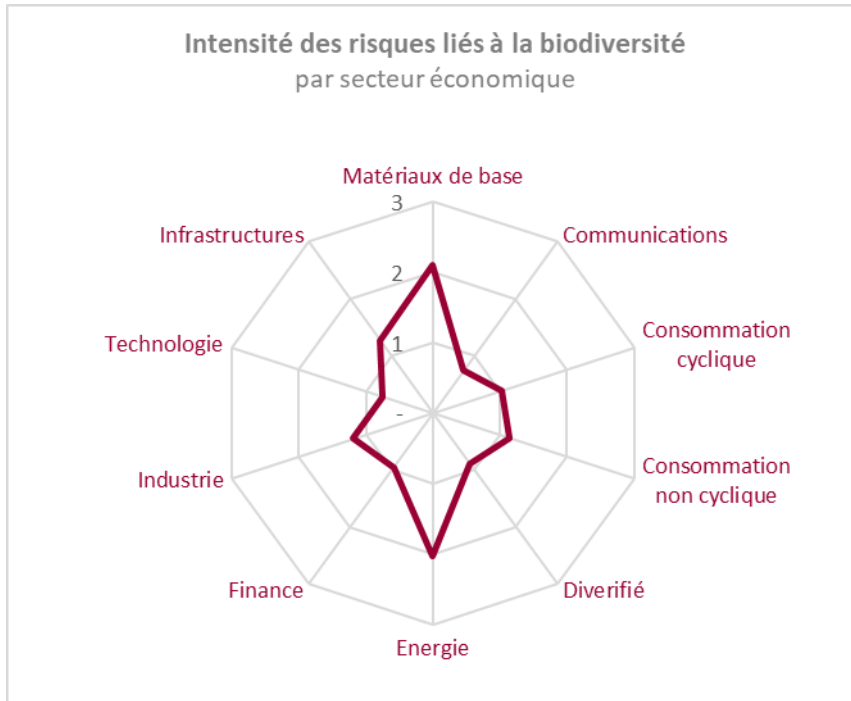 Intensité des risques liés à la biodiversité
par secteur économique
Matériaux de base
3
Infrastructures
Communications
2
Technologie
Consommation
cyclique
1
-
Industrie
Consommation
non cyclique
Finance
Diverifié
Energie